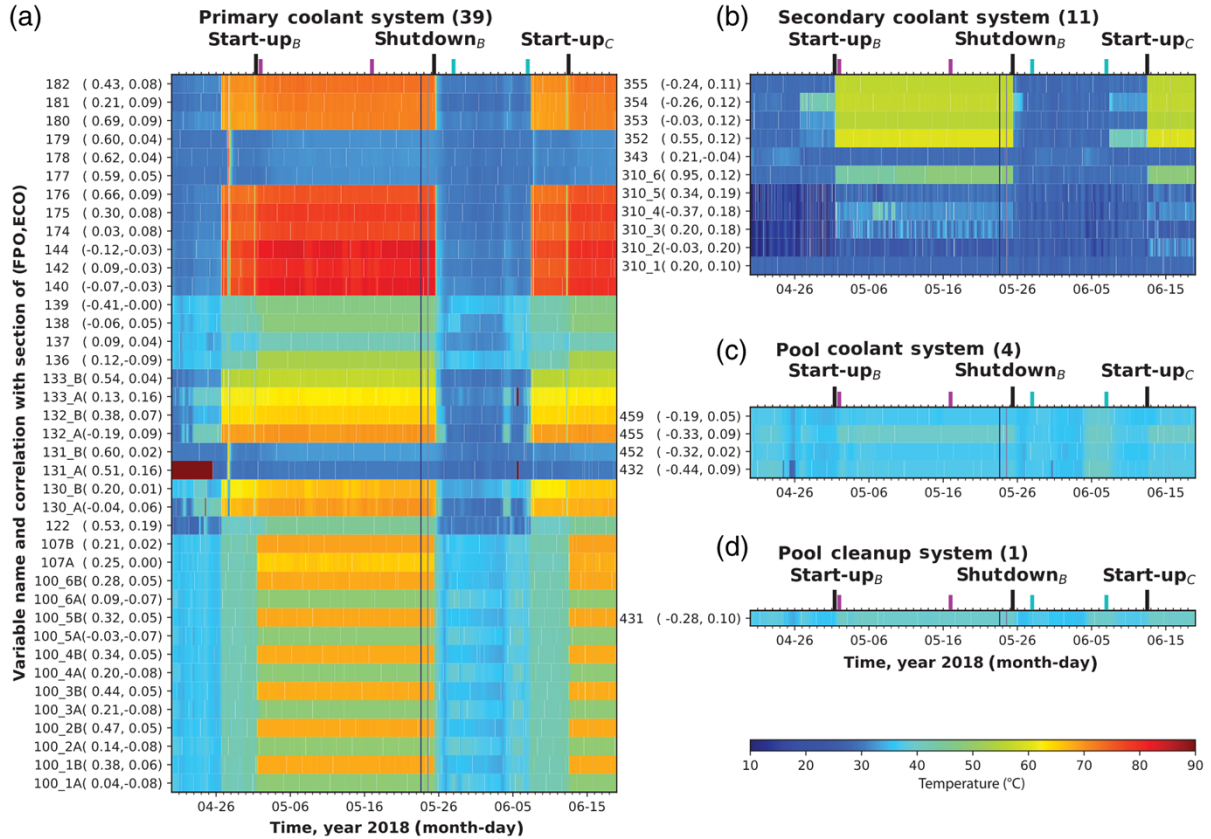 (a)
Primary coolant system (39)
Start-upB
ShutdownB
Start-upC
Variable name and correlation with section of (FPO,ECO)
182 ( 0.43, 0.08)
181 ( 0.21, 0.09)
180 ( 0.69, 0.09)
179 ( 0.60, 0.04)
178 ( 0.62, 0.04)
177 ( 0.59, 0.05)
176 ( 0.66, 0.09)
175 ( 0.30, 0.08)
174 ( 0.03, 0.08)
144 (-0.12,-0.03)
142 ( 0.09,-0.03)
140 (-0.07,-0.03)
139 (-0.41,-0.00)
138 (-0.06, 0.05)
137 ( 0.09, 0.04)
136 ( 0.12,-0.09)
133_B( 0.54, 0.04)
133_A( 0.13, 0.16)
132_B( 0.38, 0.07)
132_A(-0.19, 0.09)
131_B( 0.60, 0.02)
131_A( 0.51, 0.16)
130_B( 0.20, 0.01)
130_A(-0.04, 0.06)
122 ( 0.53, 0.19)
107B ( 0.21, 0.02)
107A ( 0.25, 0.00)
100_6B( 0.28, 0.05)
100_6A( 0.09,-0.07)
100_5B( 0.32, 0.05)
100_5A(-0.03,-0.07)
100_4B( 0.34, 0.05)
100_4A( 0.20,-0.08)
100_3B( 0.44, 0.05)
100_3A( 0.21,-0.08)
100_2B( 0.47, 0.05)
100_2A( 0.14,-0.08)
100_1B( 0.38, 0.06)
100_1A( 0.04,-0.08)
04-26 05-06 05-16 05-26 06-05 06-15
Time, year 2018 (month-day)
(b)
Secondary coolant system (11)
Start-upB
ShutdownB
Start-upC
355 (-0.24, 0.11)
354 (-0.26, 0.12)
353 (-0.03, 0.12)
352 ( 0.55, 0.12)
343 ( 0.21,-0.04)
310_6( 0.95, 0.12)
310_5( 0.34, 0.19)
310_4(-0.37, 0.18)
310_3( 0.20, 0.18)
310_2(-0.03, 0.20)
310_1( 0.20, 0.10)
04-26 05-06 05-16 05-26 06-05 06-15
(c)
Pool coolant system (4)
Start-upB
ShutdownB
Start-upC
459 (-0.19, 0.05)
455 (-0.33, 0.09)
452 (-0.32, 0.02)
432 (-0.44, 0.09)
04-26 05-06 05-16 05-26 06-05 06-15
(d)
Pool cleanup system (1)
Start-upB
ShutdownB
Start-upC
431 (-0.28, 0.10)
04-26 05-06 05-16 05-26 06-05 06-15
Time, year 2018 (month-day)
10 20 30 40 50 60 70 80 90
Temperature (°C)